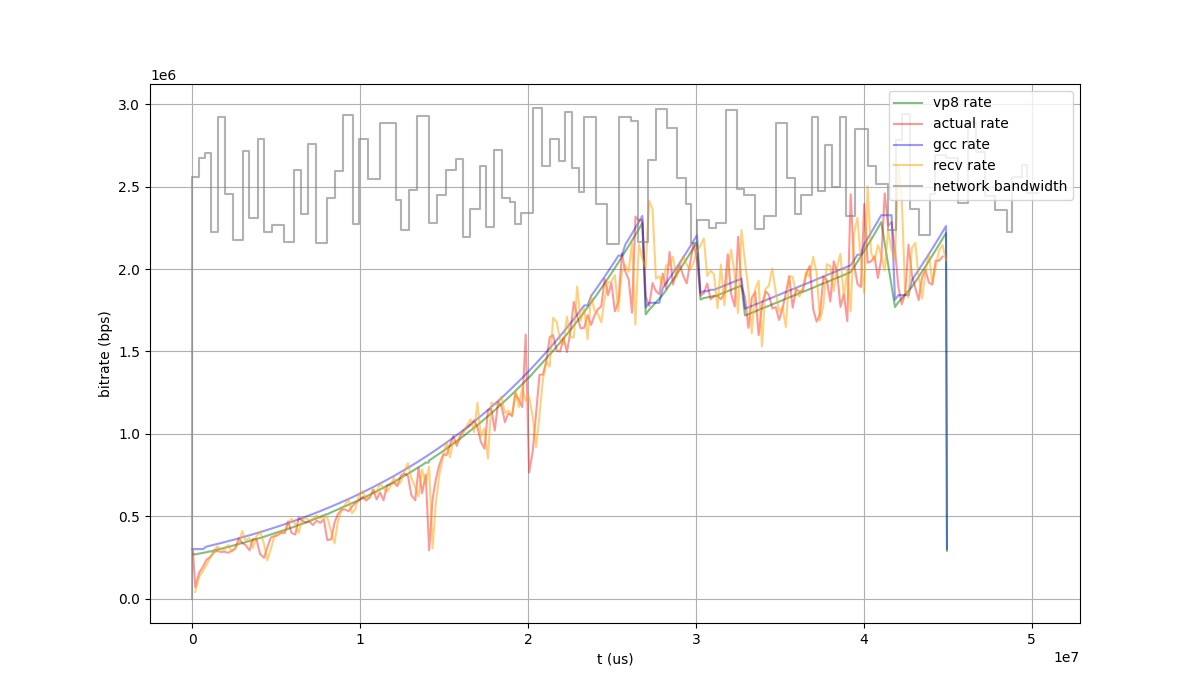 1e6
3.0
2.5
2.0
1.5
1.0
0.5
0.0
bitrate (bps)
vp8 rate
actual rate
gcc rate
recv rate
network bandwidth
0
1
2
3
4
5
t (us)
1e7